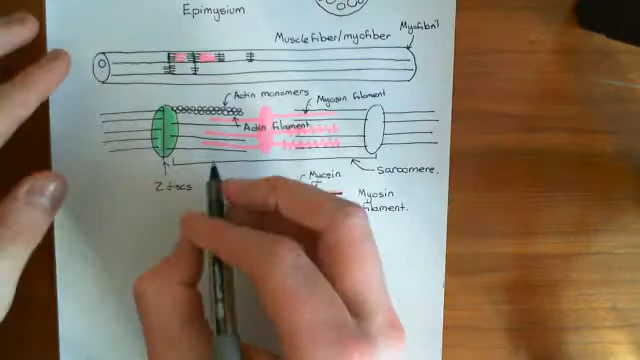 Epimysium
Muscle fiber/myofiber
Myofibril
Actin monomers
Myosin filament
Actin filament
Sarcomere.
Z discs
Myosin
Myosin
filament.